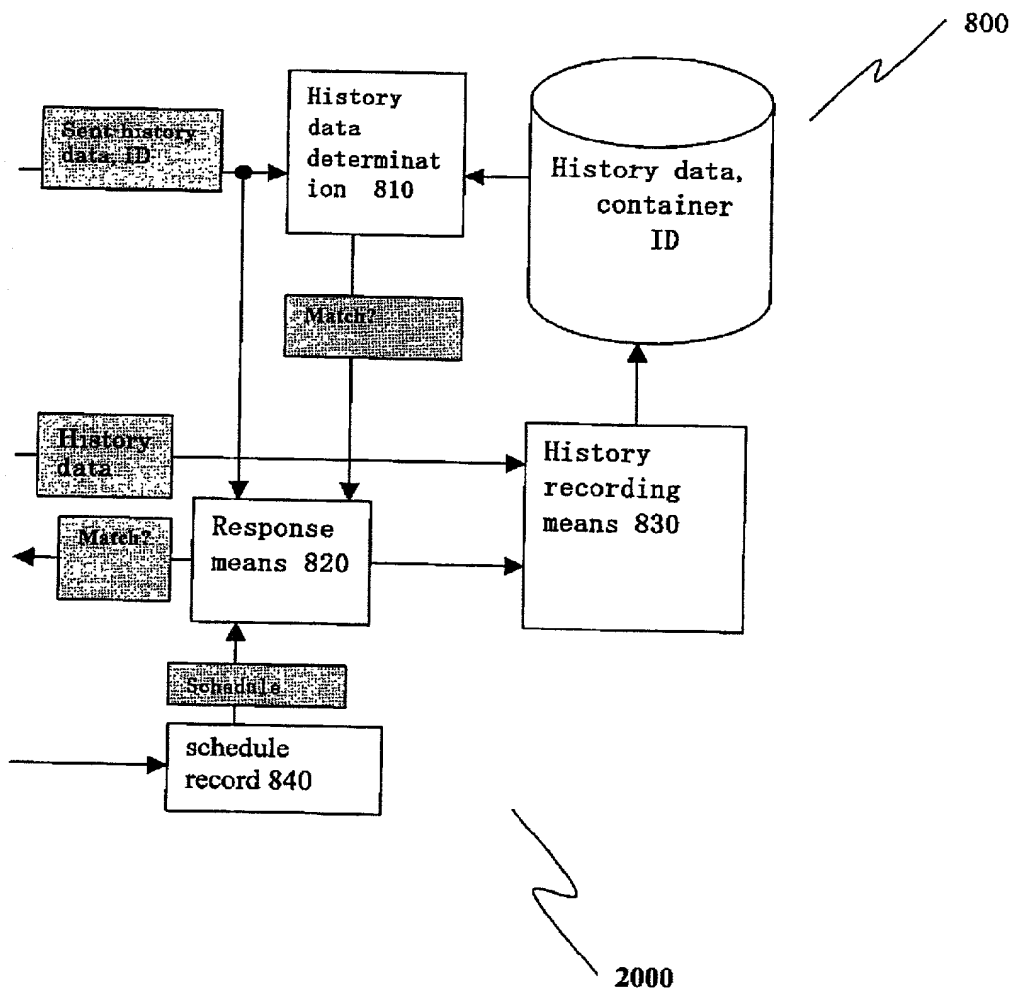 800
Sent history
data, ID
History
data
determinat
ion 810
History data,
container
ID
Match?
History
data
History
recording
means 830
Match?
Response
means 820
Schedule
schedule
record 840
2000